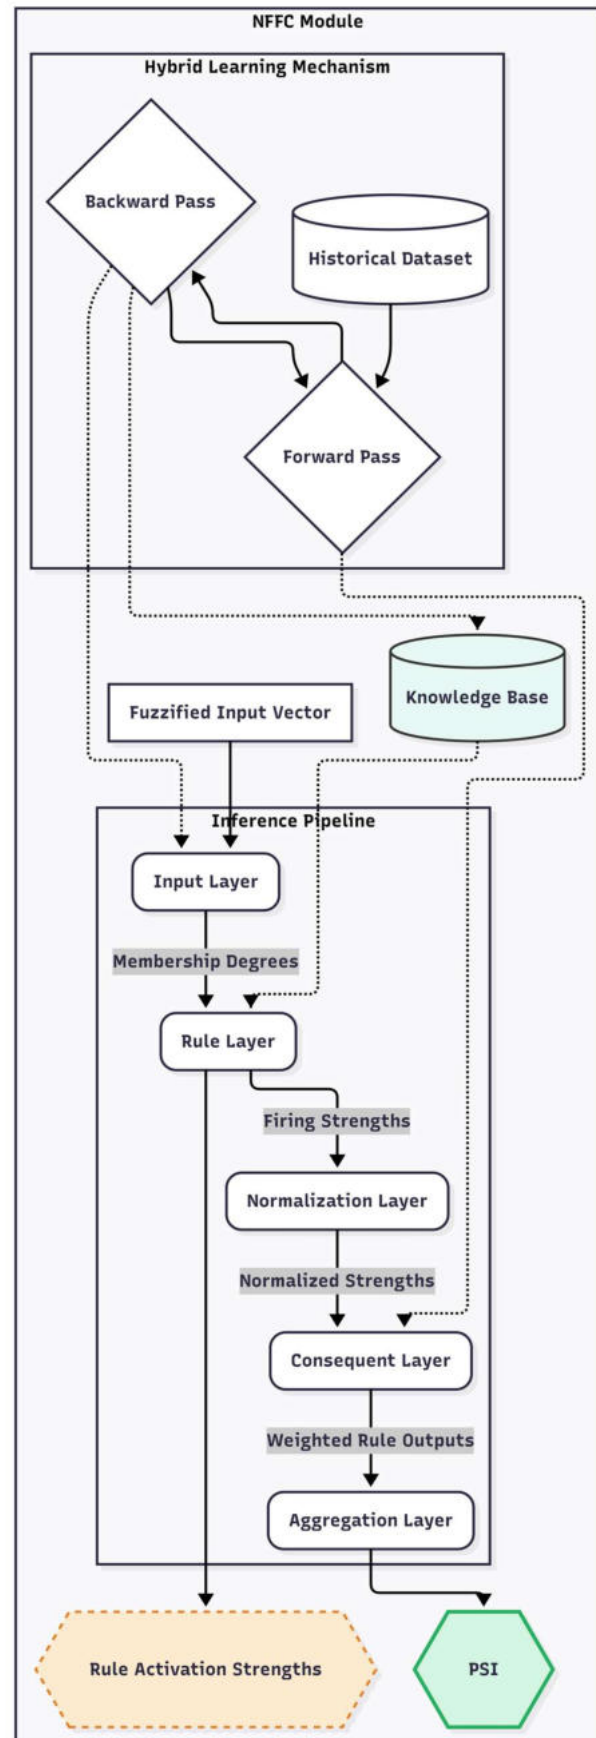 NFFC Module
Hybrid Learning Mechanism
Backward Pass
Historical Dataset
Forward Pass
Knowledge Base
Fuzzified Input Vector
Inference Pipeline
Input Layer
Membership Degrees
Rule Layer
Firing Strengths
Normalization Layer
Normalized Strengths
Consequent Layer
Weighted Rule Outputs
Aggregation Layer
Rule Activation Strengths
PSI